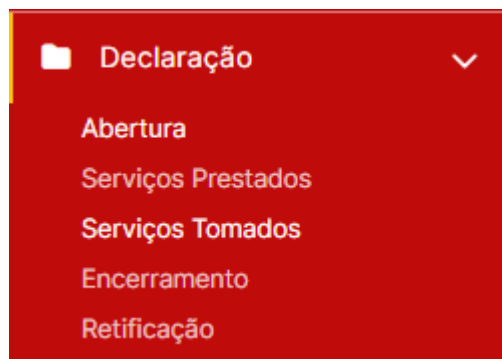 Declaração
Abertura
Serviços Prestados
Serviços Tomados
Encerramento
Retificação